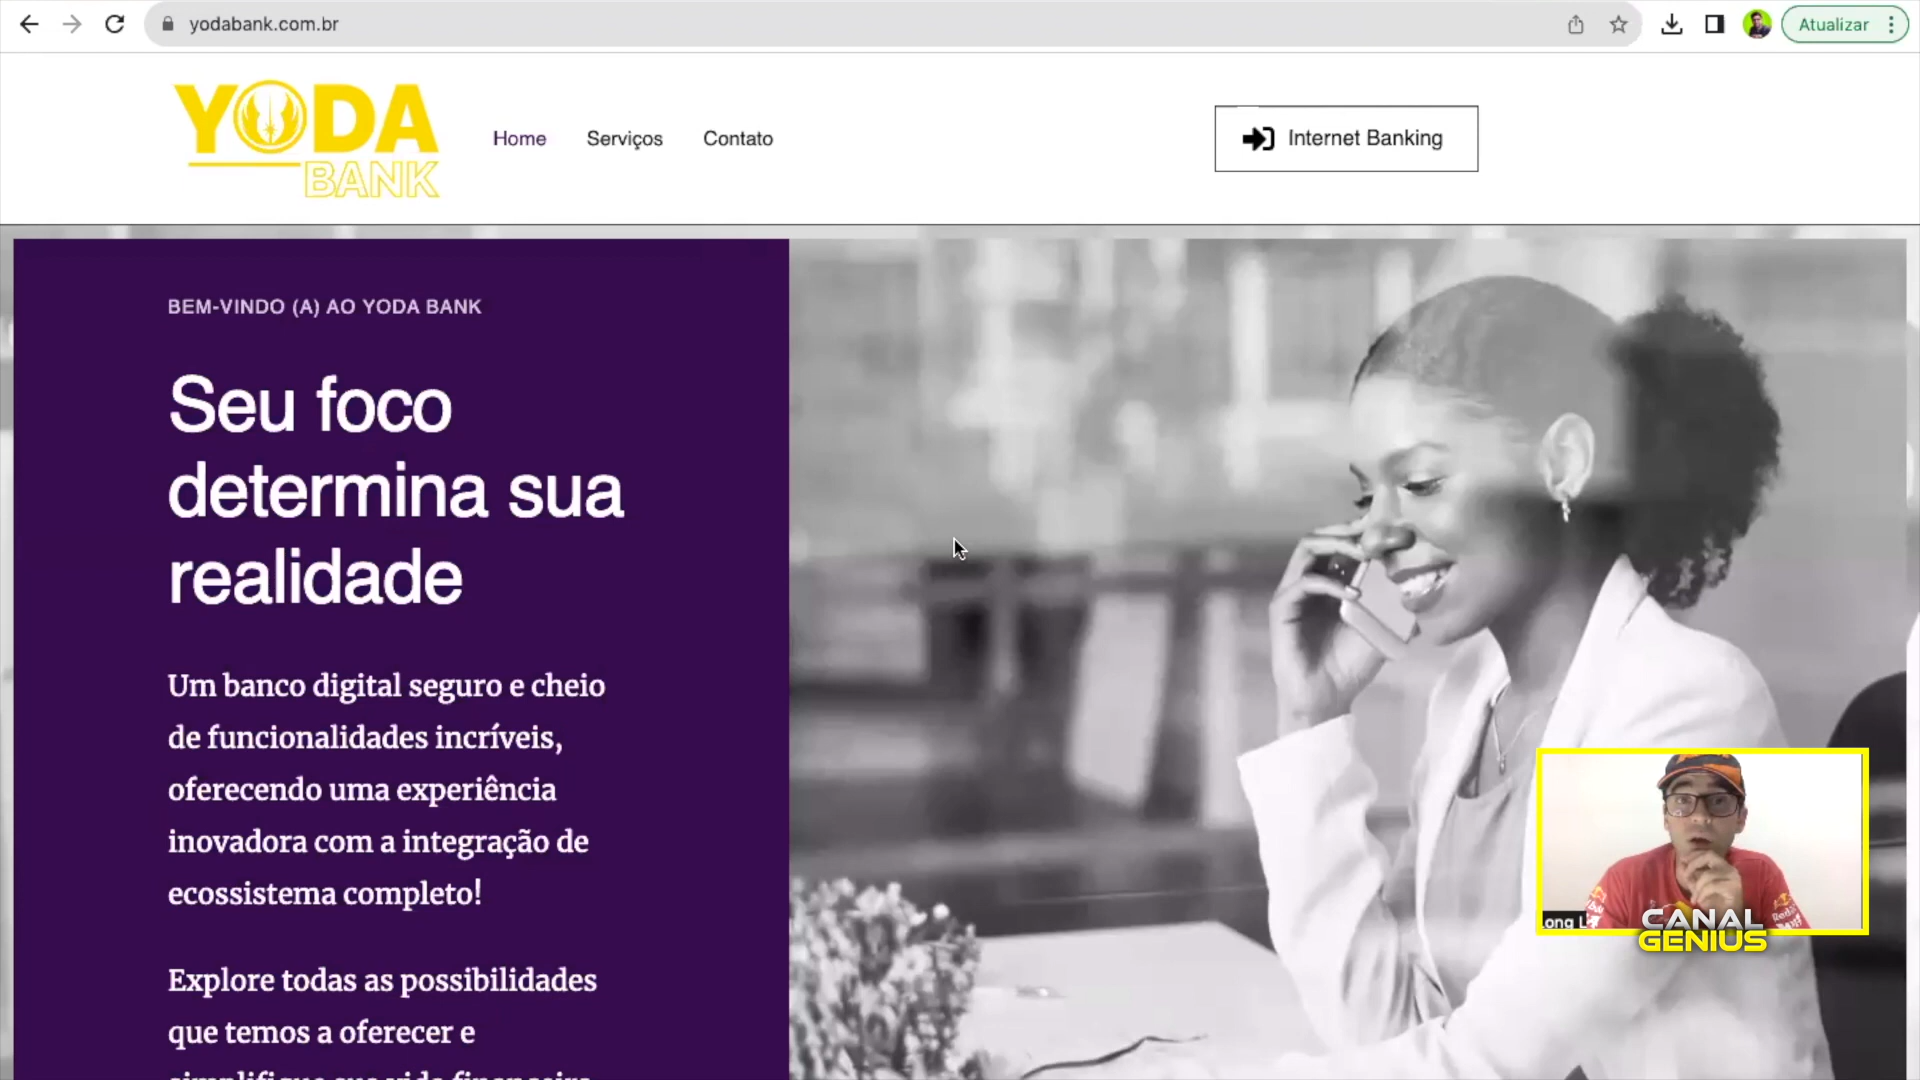 yodabank.com.br
Atualizar
YODA
BANK
Home
Serviços
Contato
Internet Banking
BEM-VINDO (A) AO YODA BANK
Seu foco
determina sua
realidade
Um banco digital seguro e cheio
de funcionalidades incríveis,
oferecendo uma experiência
inovadora com a integração de
ecossistema completo!
Explore todas as possibilidades
que temos a oferecer e
CANAL
GENIUS